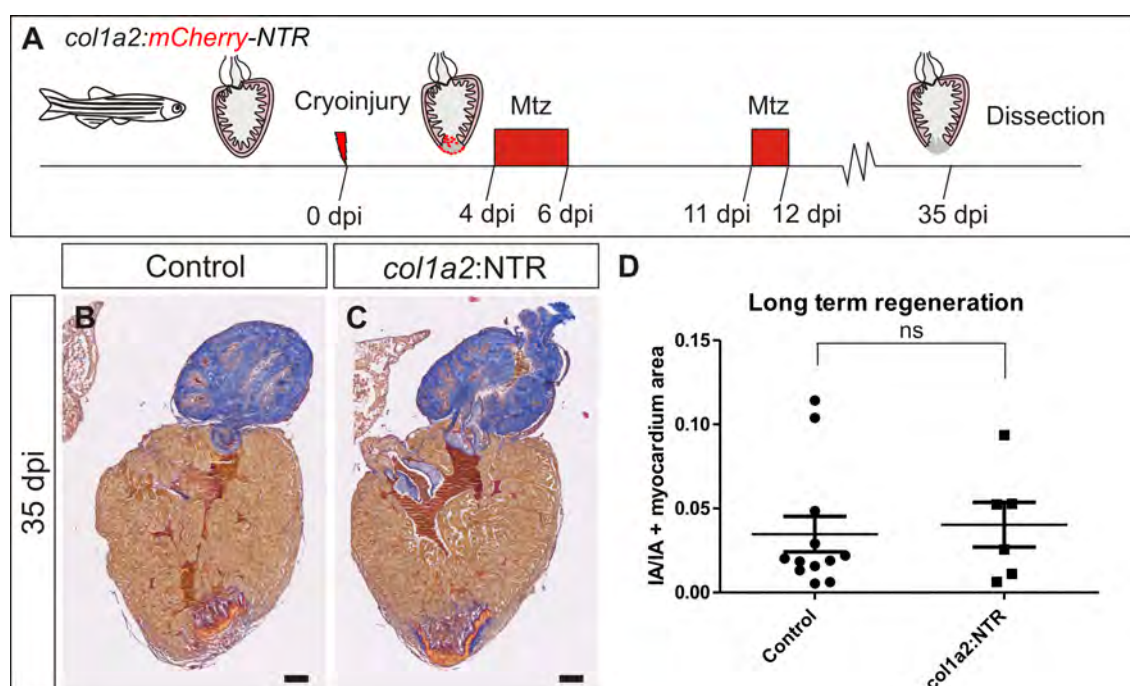 A col1a2:mCherry-NTR
Cryoinjury
Mtz
Mtz
Dissection
0 dpi
4 dpi
6 dpi
11 dpi
12 dpi
35 dpi
Control
col1a2:NTR
35 dpi
B
C
D
Long term regeneration
ns
IA/IA + myocardium area
0.15
0.10
0.05
0.00
Control
col1a2:NTR